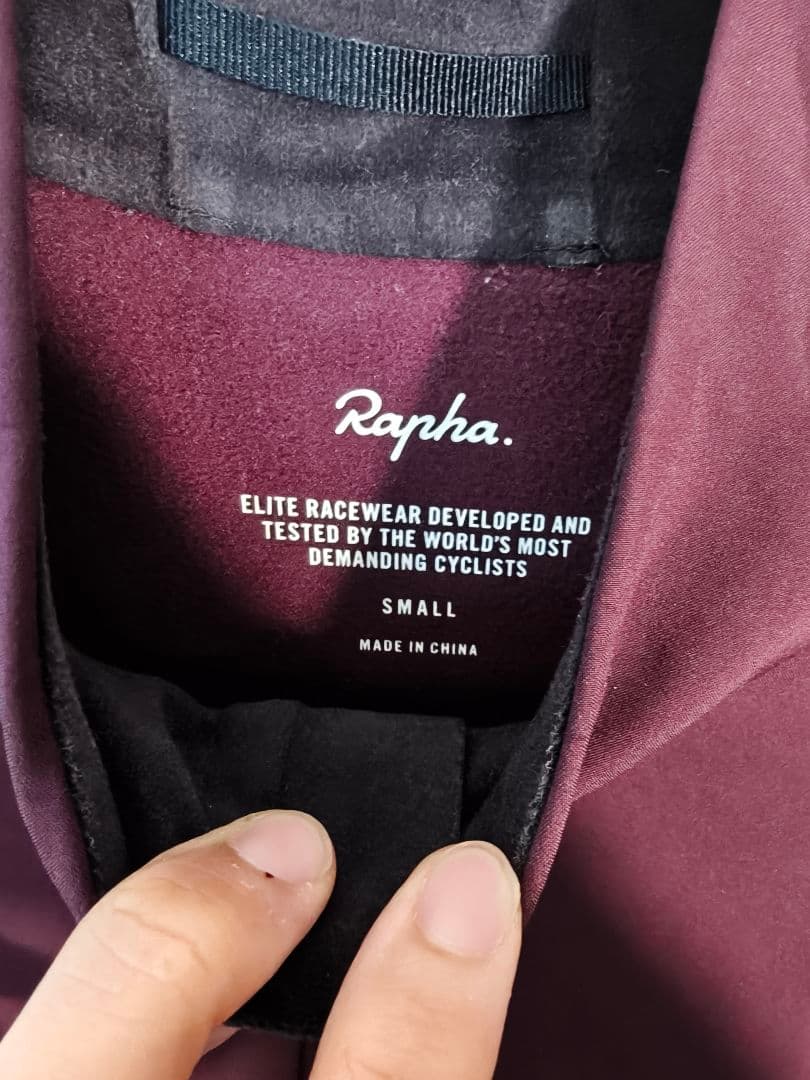 Rapha.
ELITE RACEWEAR DEVELOPED AND
TESTED BY THE WORLD'S MOST
DEMANDING CYCLISTS
SMALL
MADE IN CHINA